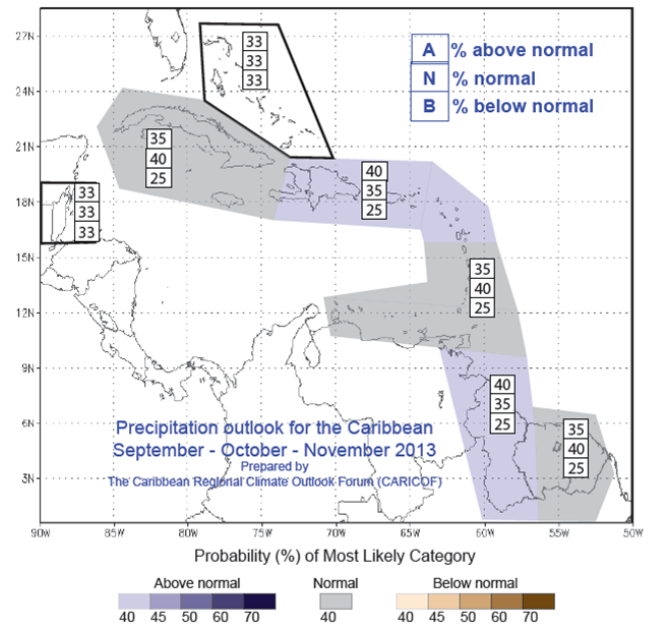 27N
24N
21N
18N
15N
12N
9N
6N
3N
90W 85W 80W 75W 70W 65W 60W 55W 50W
A % above normal
N % normal
B % below normal
33
33
33
35
40
25
40
35
25
33
33
33
35
40
25
40
35
25
35
40
25
Precipitation outlook for the Caribbean
September - October - November 2013
Prepared by
The Caribbean Regional Climate Outlook Forum (CARICOF)
Probability (%) of Most Likely Category
Above normal Normal Below normal
40 45 50 60 70 40 40 45 50 60 70